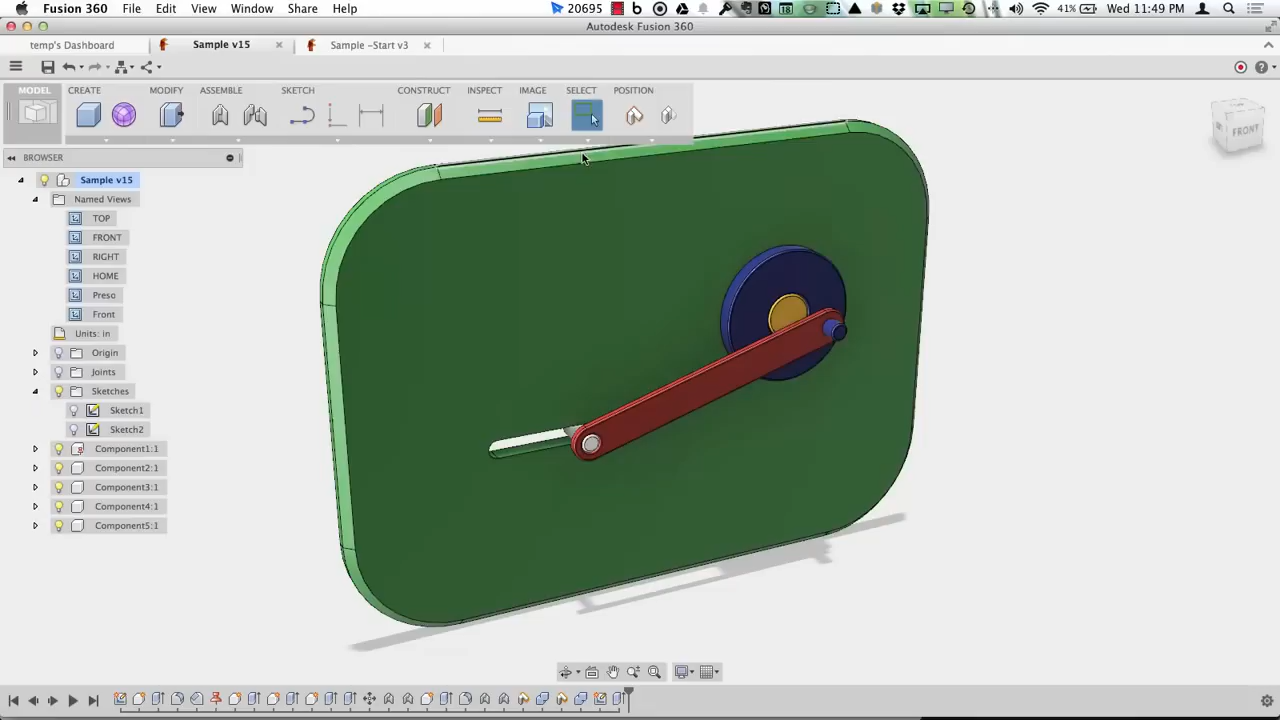 Fusion 360 File Edit View Window Share Help 20695 18 41% Wed 11:49 PM
Autodesk Fusion 360
temp's Dashboard Sample v15 Sample -Start v3
MODEL CREATE MODIFY ASSEMBLE SKETCH CONSTRUCT INSPECT IMAGE SELECT POSITION
FRONT
BROWSER
Sample v15
Named Views
TOP
FRONT
RIGHT
HOME
Preso
Front
Units: in
Origin
Joints
Sketches
Sketch1
Sketch2
Component1:1
Component2:1
Component3:1
Component4:1
Component5:1